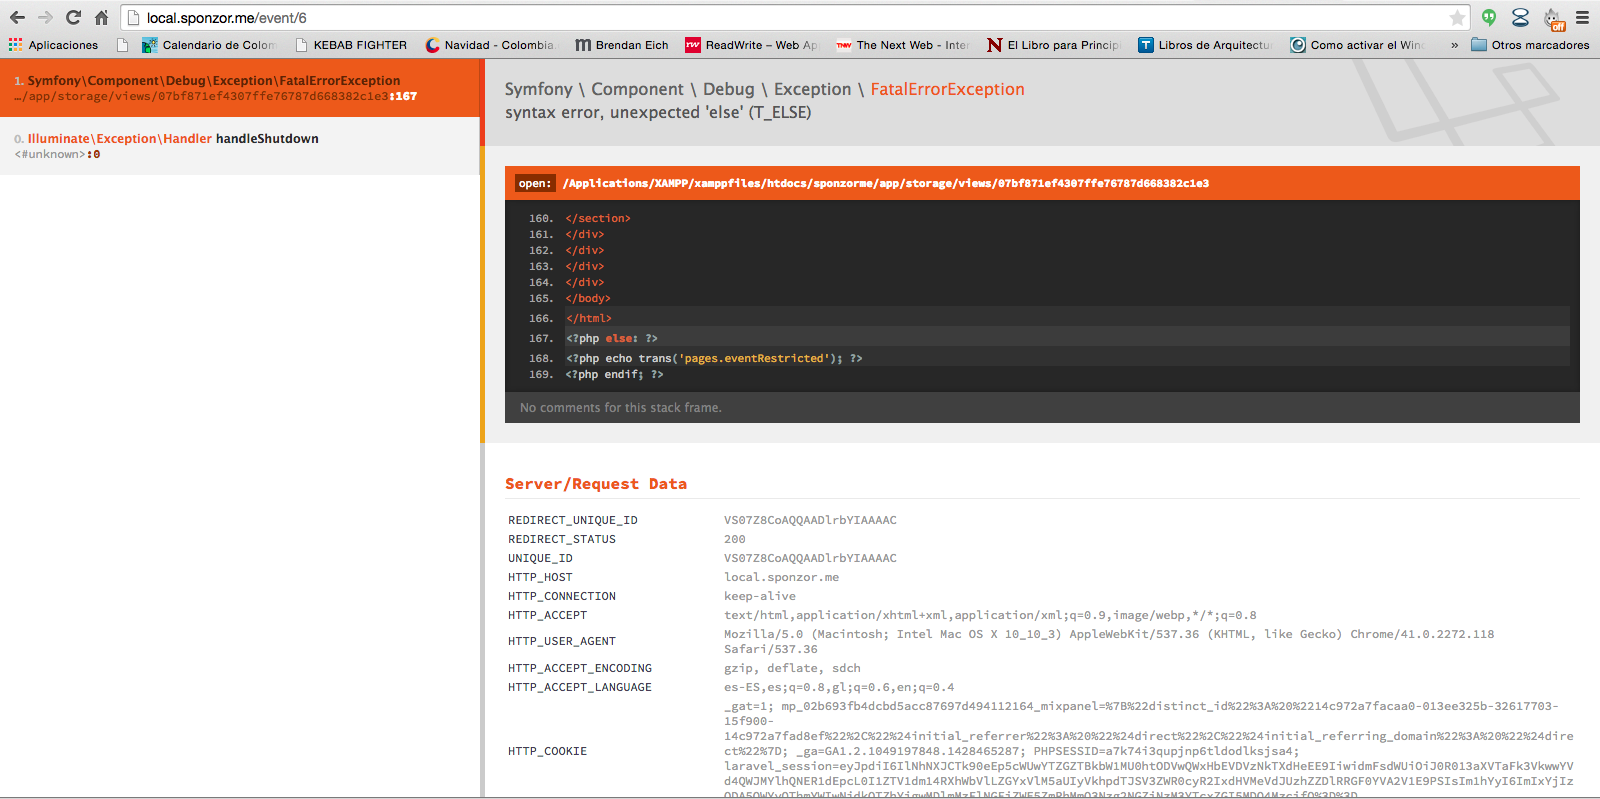 local.sponzor.me/event/6
Aplicaciones
Calendario de Colom
KEBAB FIGHTER
Navidad - Colombia.
Brendan Eich
ReadWrite – Web Ap
The Next Web - Inter
El Libro para Princip
Libros de Arquitectur
Como activar el Win
»
Otros marcadores
off
1. Symfony\Component\Debug\Exception\FatalErrorException
…/app/storage/views/07bf871ef4307ffe76787d668382c1e3:167
0. Illuminate\Exception\Handler handleShutdown
<#unknown>:0
Symfony \ Component \ Debug \ Exception \ FatalErrorException
syntax error, unexpected 'else' (T_ELSE)
open: /Applications/XAMPP/xamppfiles/htdocs/sponzorme/app/storage/views/07bf871ef4307ffe76787d668382c1e3
160. </section>
161. </div>
162. </div>
163. </div>
164. </div>
165. </body>
166. </html>
167. <?php else: ?>
168. <?php echo trans('pages.eventRestricted'); ?>
169. <?php endif; ?>
No comments for this stack frame.
Server/Request Data
REDIRECT_UNIQUE_ID VS07Z8CoAQQAADlrbYIAAAAC
REDIRECT_STATUS 200
UNIQUE_ID VS07Z8CoAQQAADlrbYIAAAAC
HTTP_HOST local.sponzor.me
HTTP_CONNECTION keep-alive
HTTP_ACCEPT text/html,application/xhtml+xml,application/xml;q=0.9,image/webp,*/*;q=0.8
HTTP_USER_AGENT Mozilla/5.0 (Macintosh; Intel Mac OS X 10_10_3) AppleWebKit/537.36 (KHTML, like Gecko) Chrome/41.0.2272.118
Safari/537.36
HTTP_ACCEPT_ENCODING gzip, deflate, sdch
HTTP_ACCEPT_LANGUAGE es-ES,es;q=0.8,gl;q=0.6,en;q=0.4
_gat=1; mp_02b693fb4dcbd5acc87697d494112164_mixpanel=%7B%22distinct_id%22%3A%20%2214c972a7facaa0-013ee325b-32617703-
15f900-
14c972a7fad8ef%22%2C%22%24initial_referrer%22%3A%20%22%24direct%22%2C%22%24initial_referring_domain%22%3A%20%22%24dire
HTTP_COOKIE ct%22%7D; _ga=GA1.2.1049197848.1428465287; PHPSESSID=a7k74i3qupjnp6tldodlksjsa4;